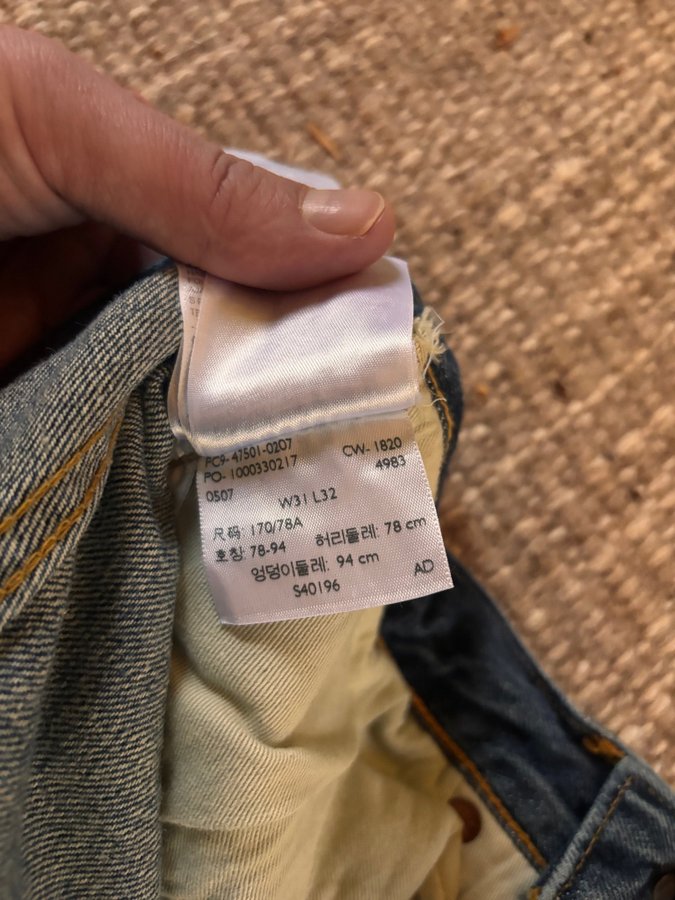 FC9-47501-0207 CW-1820
PO-1000330217 4983
0507
W31 L32
尺码: 170/78A
호칭: 78-94 허리둘레: 78 cm
엉덩이둘레: 94 cm
S40196 AD